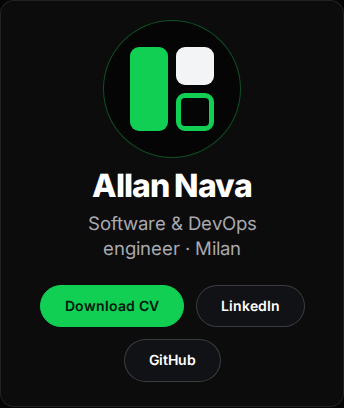 Allan Nava
Software & DevOps
engineer · Milan
Download CV
LinkedIn
GitHub